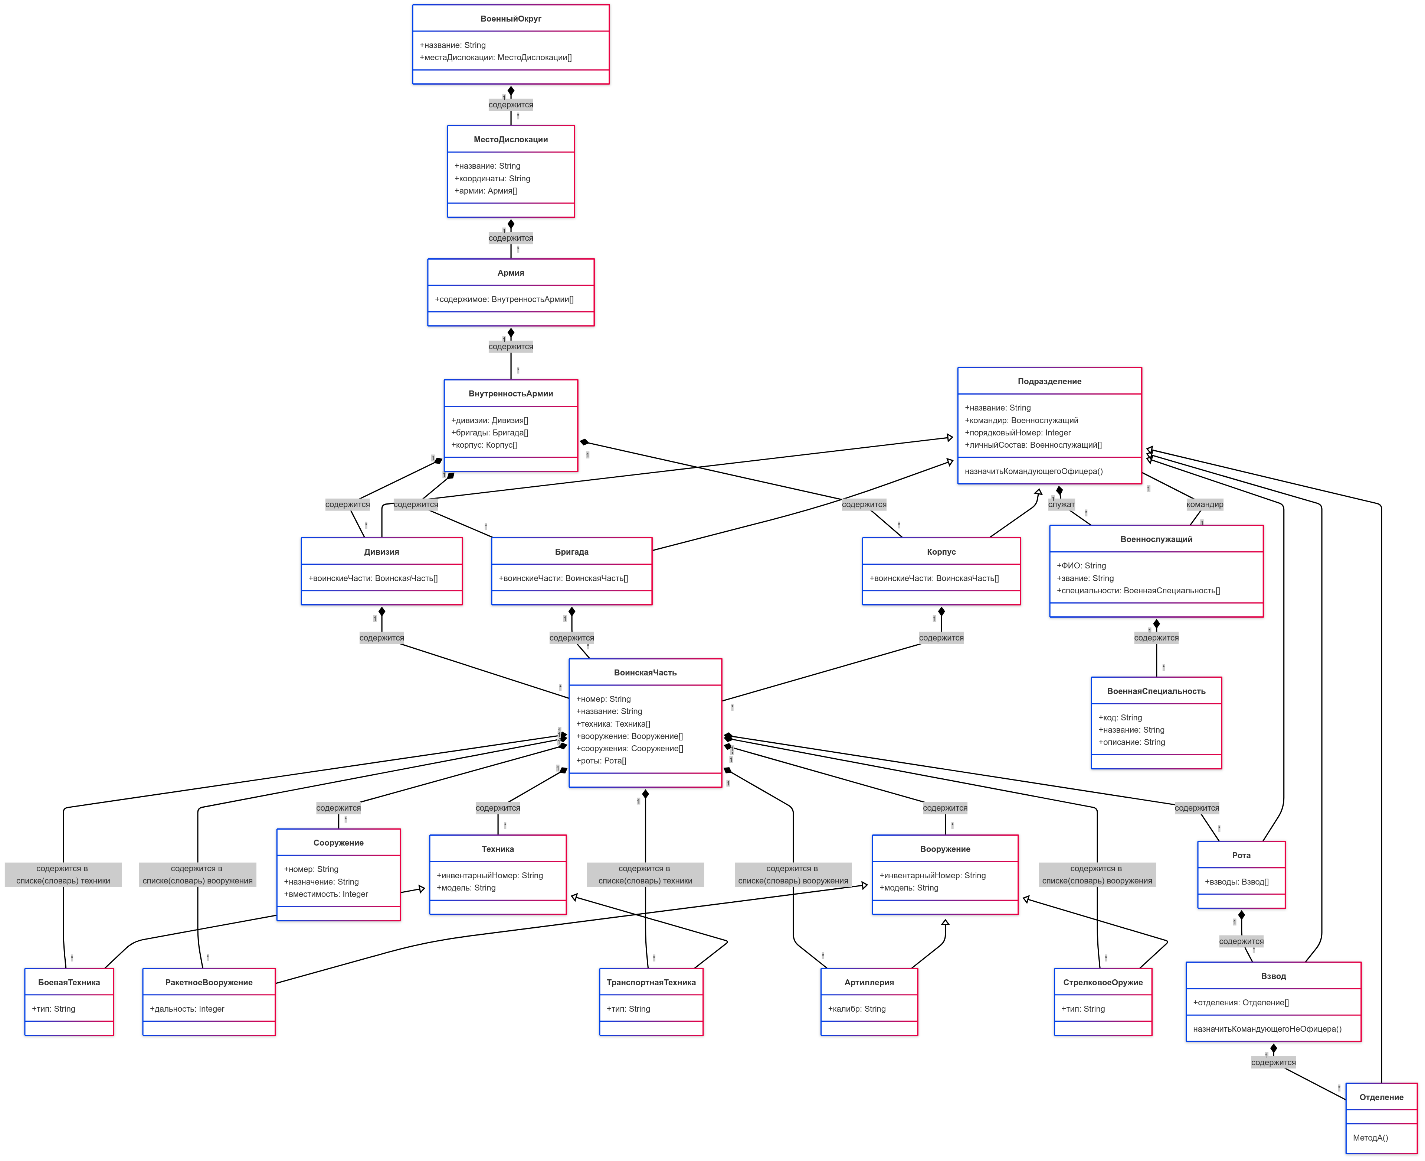 ВоенныйОкруг
+название: String
+местаДислокации: МестоДислокации[]
содержится
МестоДислокации
+название: String
+координаты: String
+армии: Армия[]
содержится
Армия
+содержимое: ВнутренностьАрмии[]
содержится
ВнутренностьАрмии
+дивизии: Дивизия[]
+бригады: Бригада[]
+корпус: Корпус[]
Подразделение
+название: String
+командир: Военнослужащий
+порядковыйНомер: Integer
+личныйСостав: Военнослужащий[]
назначитьКомандующегоОфицера()
содержится
содержится
содержится
служат
командир
Дивизия
+воинскиеЧасти: ВоинскаяЧасть[]
Бригада
+воинскиеЧасти: ВоинскаяЧасть[]
Корпус
+воинскиеЧасти: ВоинскаяЧасть[]
Военнослужащий
+ФИО: String
+звание: String
+специальности: ВоеннаяСпециальность[]
содержится
содержится
содержится
содержится
ВоинскаяЧасть
+номер: String
+название: String
+техника: Техника[]
+вооружение: Вооружение[]
+сооружения: Сооружение[]
+роты: Рота[]
ВоеннаяСпециальность
+код: String
+название: String
+описание: String
содержится
содержится
содержится
содержится
содержится в
списке(словарь) техники
содержится в
списке(словарь) вооружения
Сооружение
+номер: String
+назначение: String
+вместимость: Integer
Техника
+инвентарныйНомер: String
+модель: String
содержится в
списке(словарь) техники
содержится в
списке(словарь) вооружения
Вооружение
+инвентарныйНомер: String
+модель: String
содержится в
списке(словарь) вооружения
Рота
+взводы: Взвод[]
содержится
БоеваяТехника
+тип: String
РакетноеВооружение
+дальность: Integer
ТранспортнаяТехника
+тип: String
Артиллерия
+калибр: String
СтрелковоеОружие
+тип: String
Взвод
+отделения: Отделение[]
назначитьКомандующегоНеОфицера()
содержится
Отделение
МетодА()